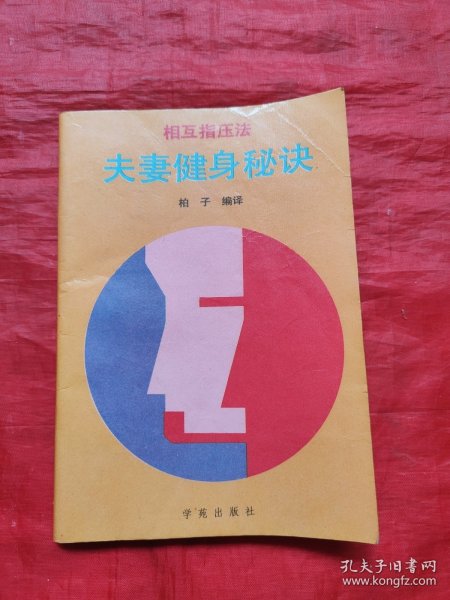 相互指压法
夫妻健身秘诀
柏子 编译
学苑出版社
孔夫子旧书网
www.kongfz.com